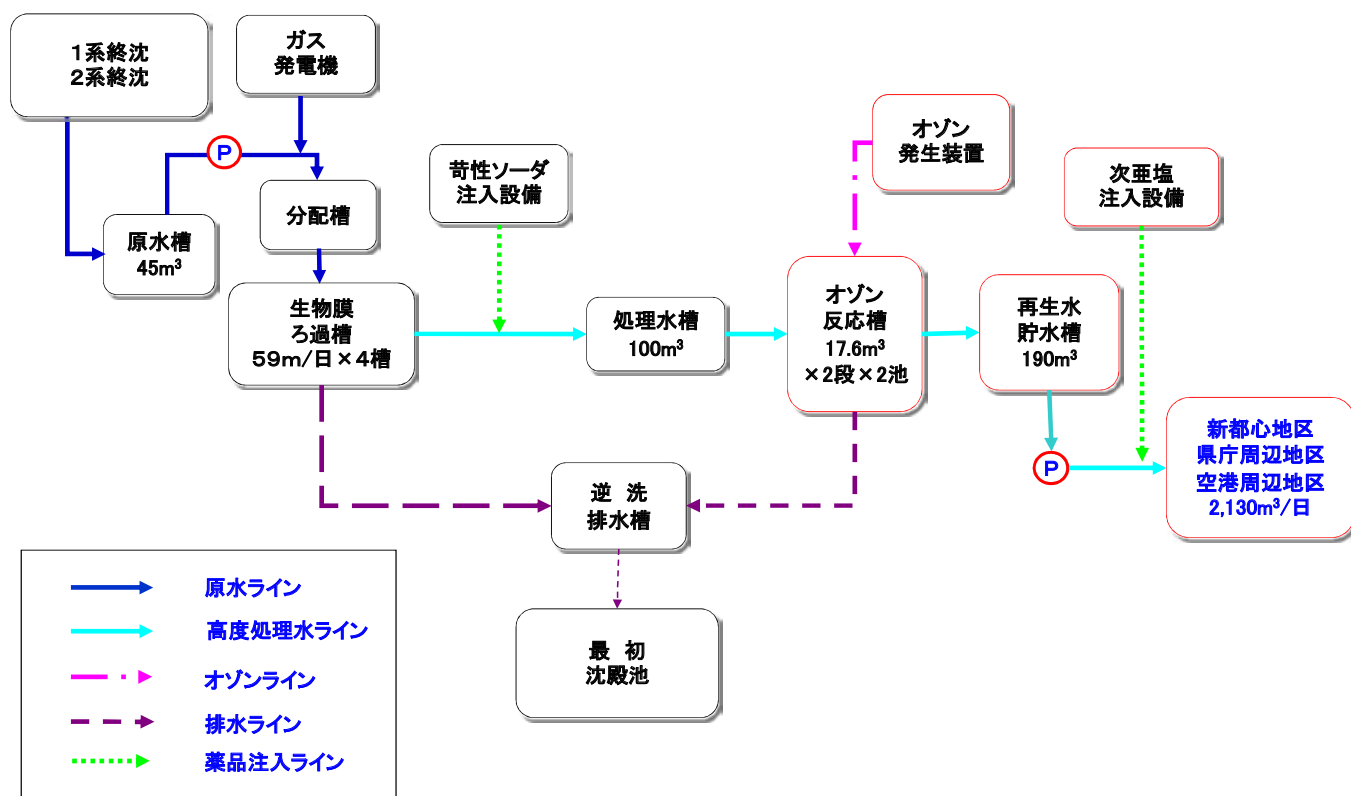 1系終沈
2系終沈
ガス
発電機
P
原水槽
45m³
分配槽
生物膜
ろ過槽
59m/日×4槽
苛性ソーダ
注入設備
処理水槽
100m³
オゾン
発生装置
オゾン
反応槽
17.6m³
×2段×2池
次亜塩
注入設備
再生水
貯水槽
190m³
P
新都心地区
県庁周辺地区
空港周辺地区
2,130m³/日
逆 洗
排水槽
最 初
沈殿池
原水ライン
高度処理水ライン
オゾンライン
排水ライン
薬品注入ライン